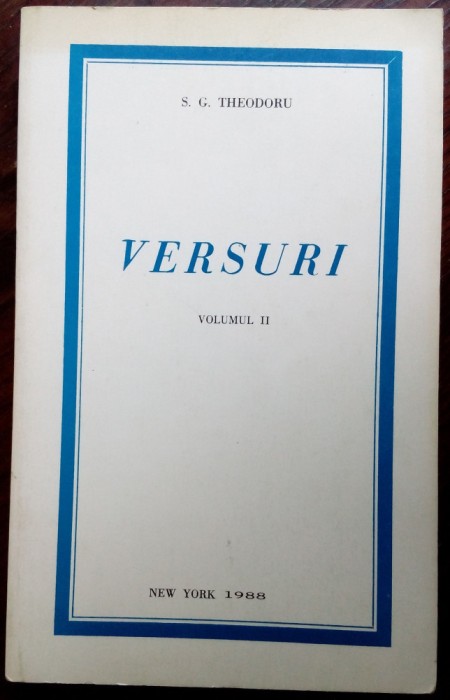 S. G. THEODORU
VERSURI
VOLUMUL II
NEW YORK 1988